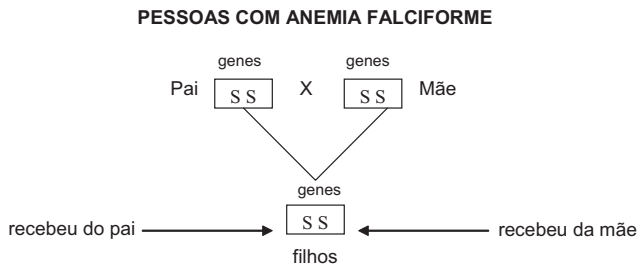 PESSOAS COM ANEMIA FALCIFORME
genes genes
Pai S S X S S Mãe
genes
recebeu do pai S S recebeu da mãe
filhos